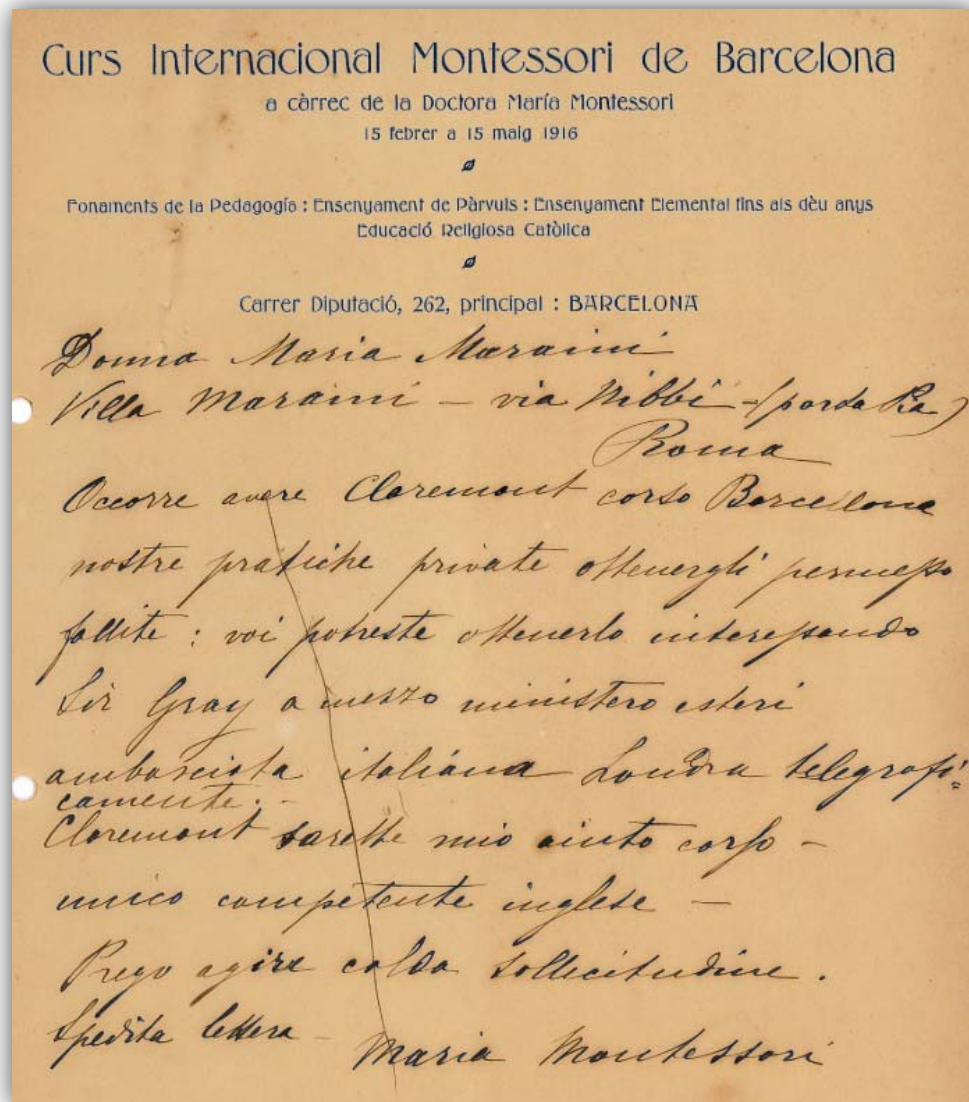 Curs Internacional Montessori de Barcelona
a càrrec de la Doctora María Montessori
15 febrer a 15 maig 1916
Fonaments de la Pedagogía : Ensenyament de Pàrvuls : Ensenyament Elemental fins als dèu anys
Educació Religiosa Catòlica
Carrer Diputació, 262, principal : BARCELONA
Donna Maria Maraini
Villa Maraini – via Nibbi – (porta Pia)
Roma
Occorre avere Claremont corso Barcellona
nostre pratiche private ottenergli permesso
fallite : voi potreste ottenerlo interessando
Sir Gray a mezzo ministero esteri
ambasciata italiana Londra telegrafi=
camente. –
Claremont sarebbe mio aiuto corso –
unico competente inglese –
Prego agire calda sollecitudine.
Spedita lettera –
Maria Montessori